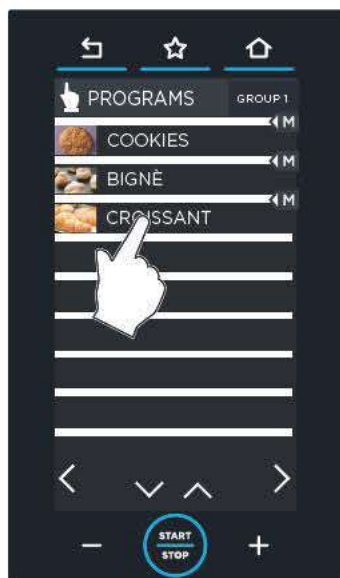 PROGRAMS GROUP 1
M
COOKIES
M
BIGNÈ
M
CROISSANT
START
STOP